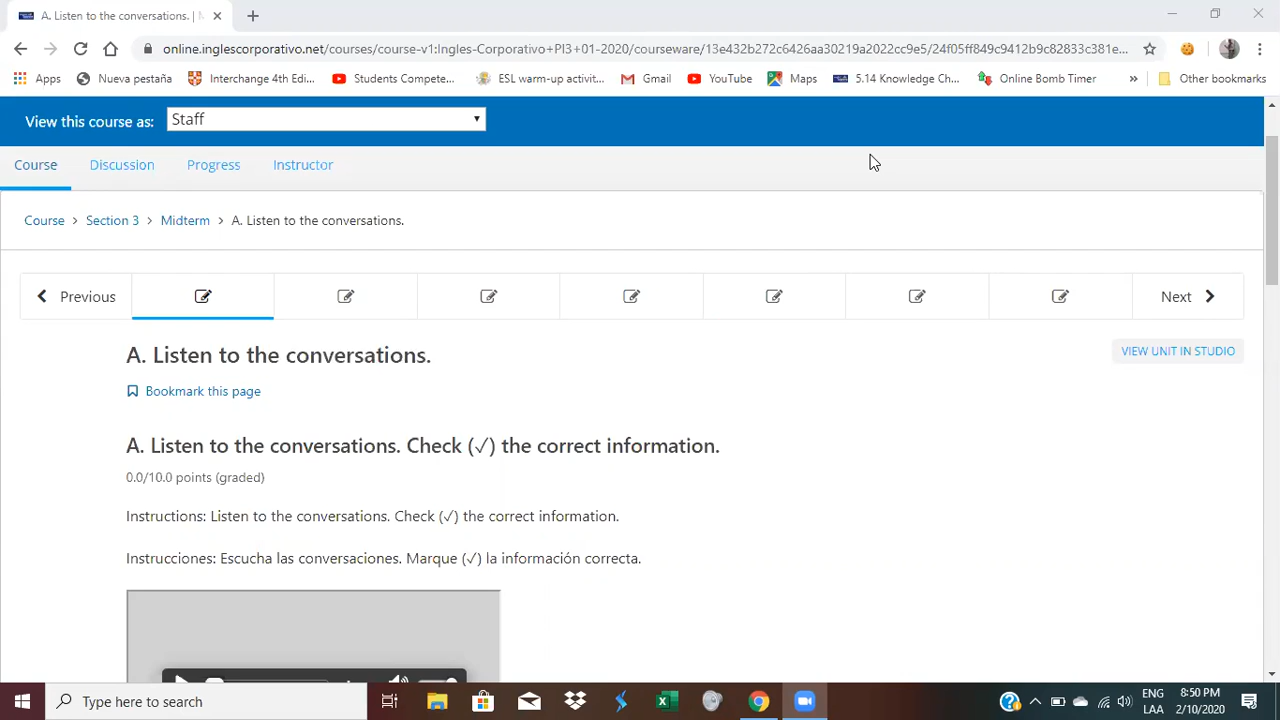 A. Listen to the conversations. | M
online.inglescorporativo.net/courses/course-v1:Ingles-Corporativo+PI3+01-2020/courseware/13e432b272c6426aa30219a2022cc9e5/24f05ff849c9412b9c82833c381e...
Apps Nueva pestaña Interchange 4th Edi... Students Compete... ESL warm-up activit... Gmail YouTube Maps 5.14 Knowledge Ch... Online Bomb Timer » Other bookmarks
View this course as: Staff
Course Discussion Progress Instructor
Course > Section 3 > Midterm > A. Listen to the conversations.
Previous Next
A. Listen to the conversations.
VIEW UNIT IN STUDIO
Bookmark this page
A. Listen to the conversations. Check (✓) the correct information.
0.0/10.0 points (graded)
Instructions: Listen to the conversations. Check (✓) the correct information.
Instrucciones: Escucha las conversaciones. Marque (✓) la información correcta.
Type here to search
ENG 8:50 PM
LAA 2/10/2020